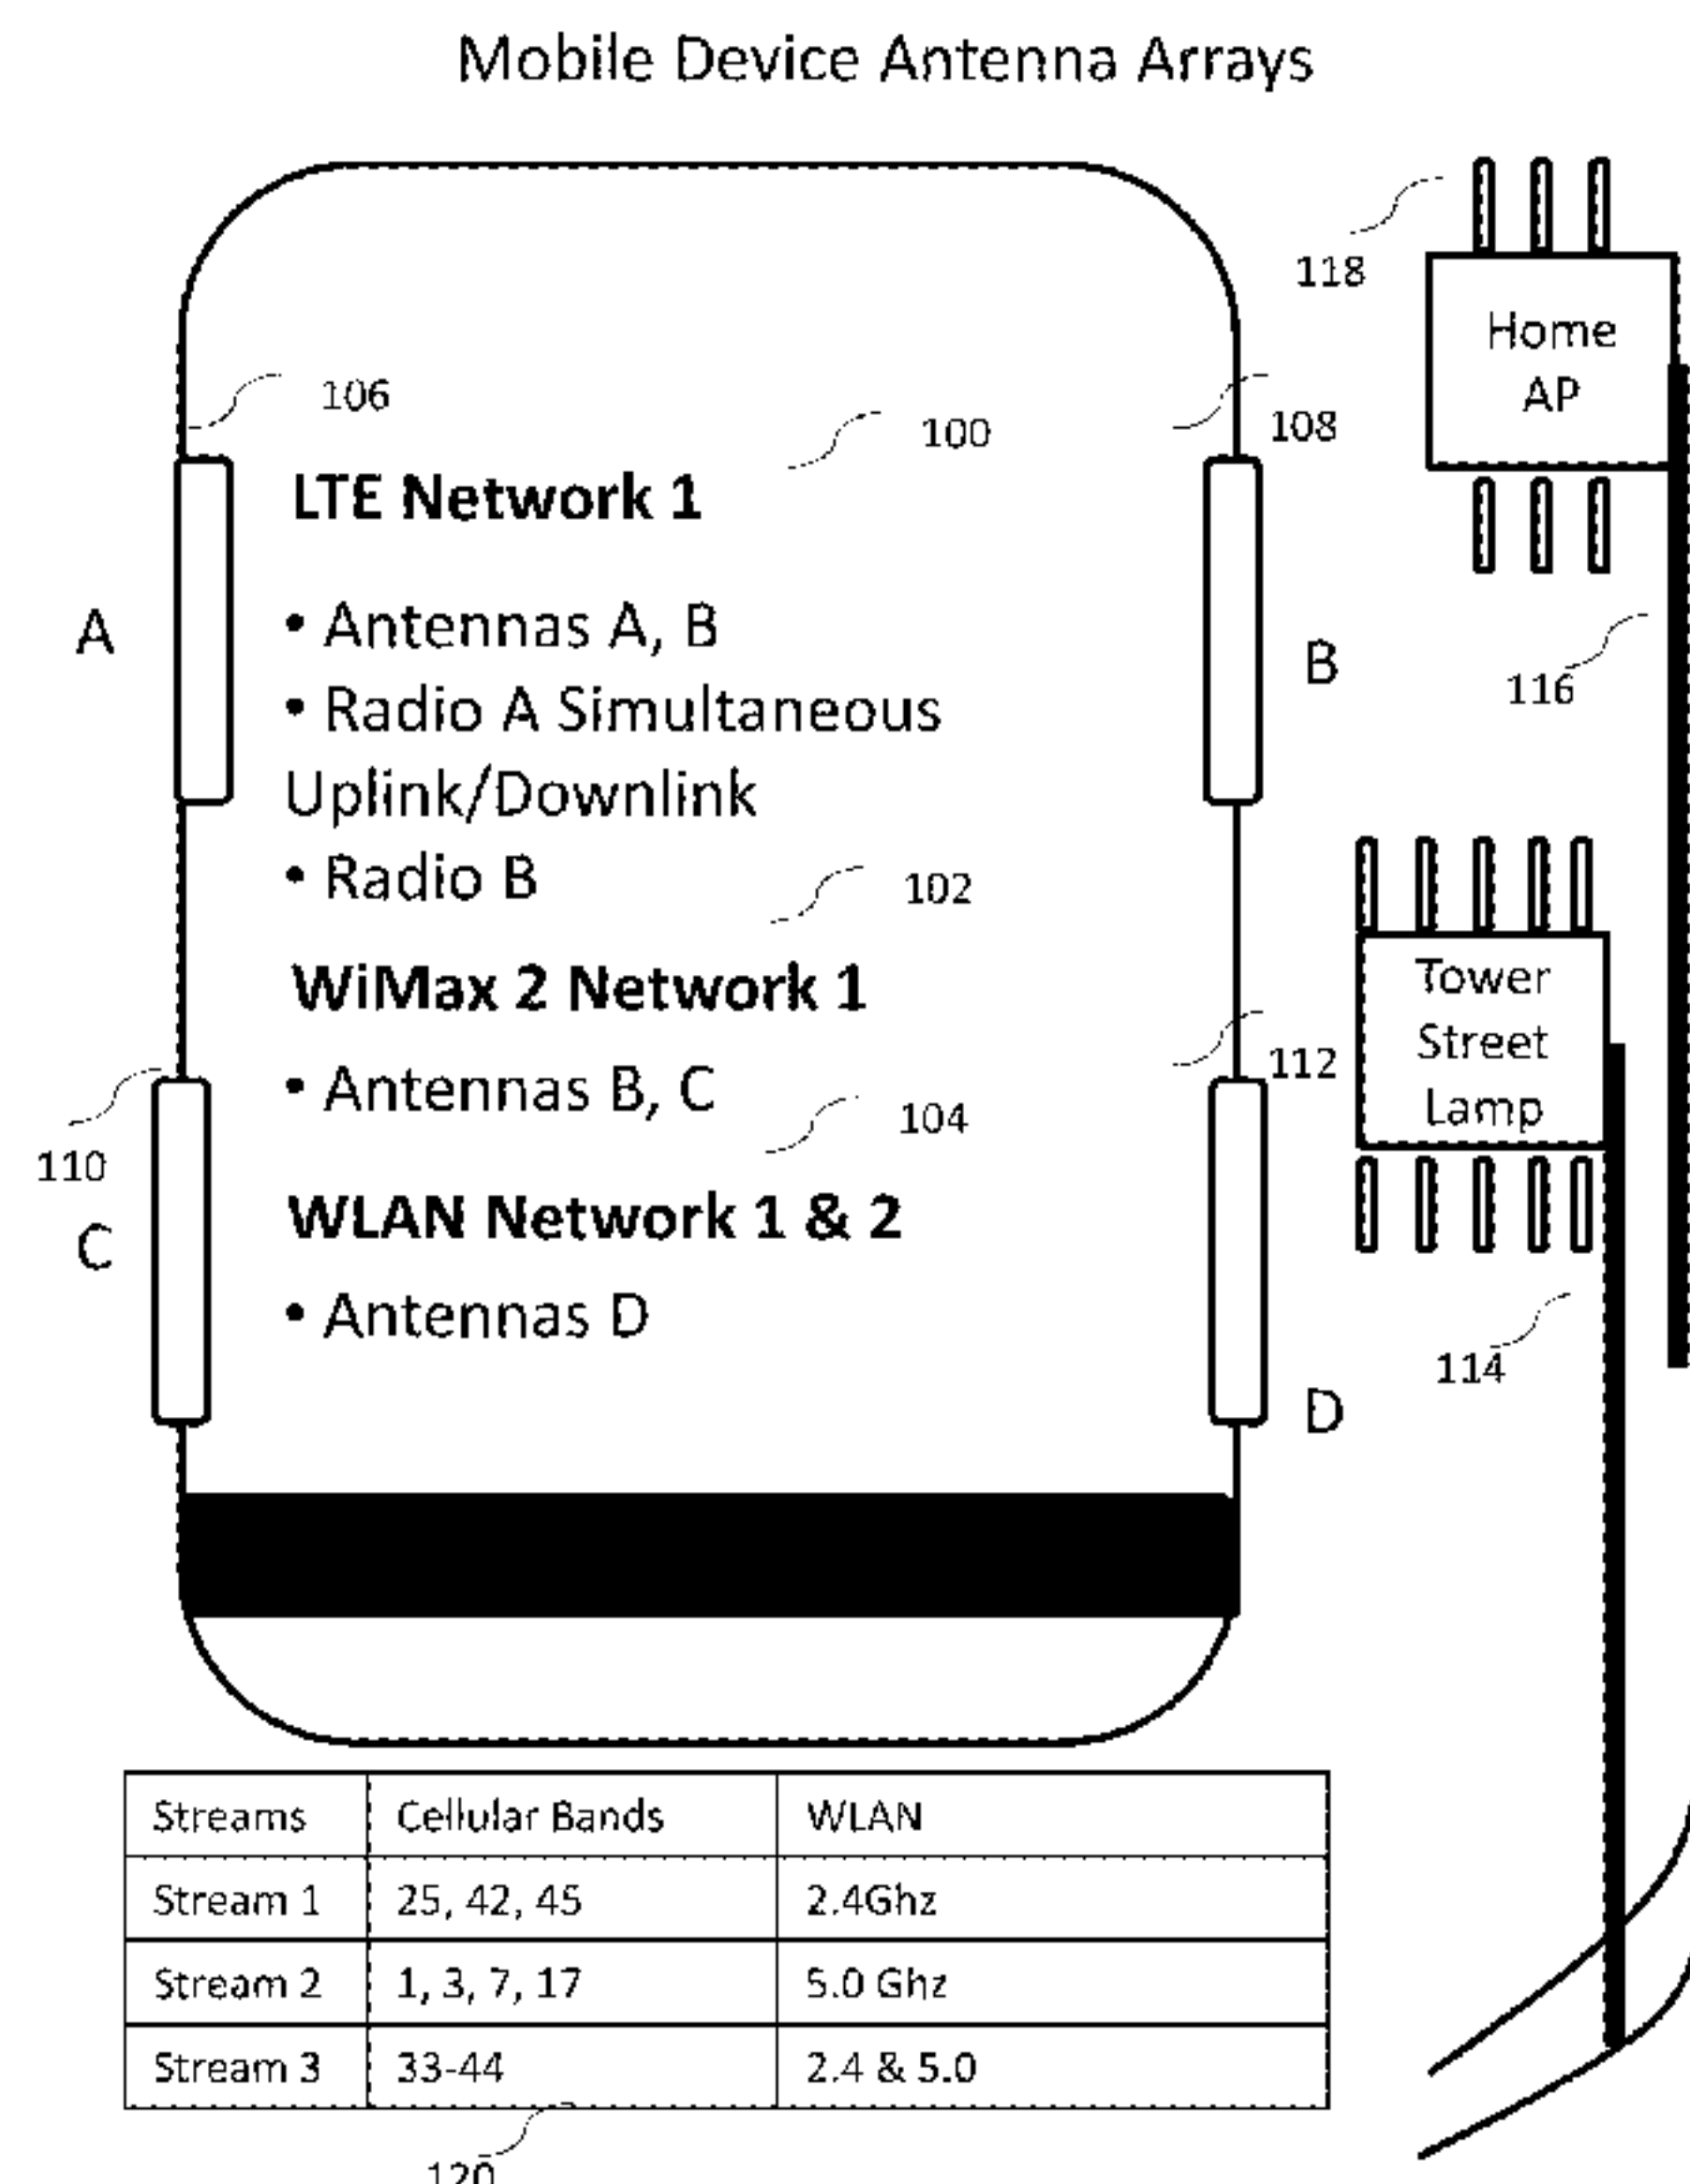 Mobile Device Antenna Arrays
118
Home
AP
106
100
108
LTE Network 1
A
• Antennas A, B
B
116
• Radio A Simultaneous
Uplink/Downlink
• Radio B
102
WiMax 2 Network 1
Tower
Street
Lamp
112
• Antennas B, C
104
110
WLAN Network 1 & 2
C
• Antennas D
114
D
Streams Cellular Bands WLAN
Stream 1 25, 42, 45 2.4Ghz
Stream 2 1, 3, 7, 17 5.0 Ghz
Stream 3 33-44 2.4 & 5.0
120